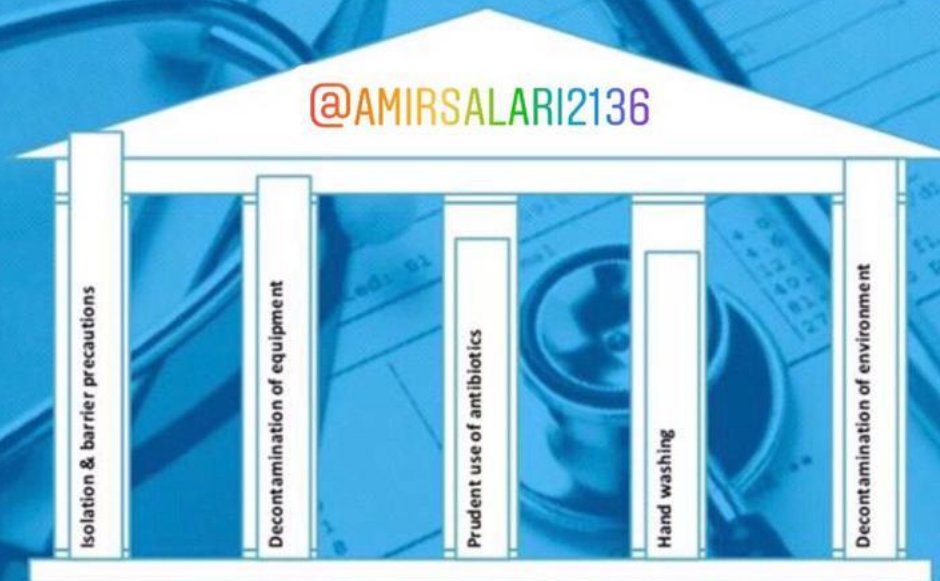 @AMIRSALARI2136
Isolation & barrier precautions
Decontamination of equipment
Prudent use of antibiotics
Hand washing
Decontamination of environment